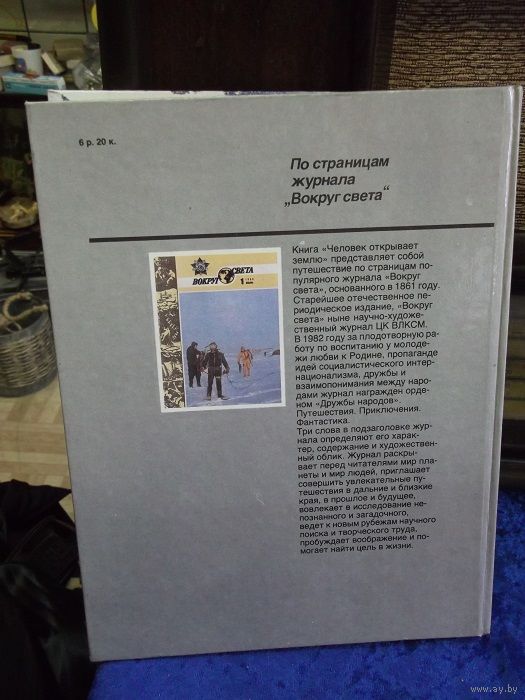 6 р. 20 к.
По страницам
журнала
„Вокруг света“
Книга «Человек открывает
землю» представляет собой
путешествие по страницам по-
пулярного журнала «Вокруг
света», основанного в 1861 году.
Старейшее отечественное пе-
риодическое издание, «Вокруг
света» ныне научно-художе-
ственный журнал ЦК ВЛКСМ.
В 1982 году за плодотворную ра-
боту по воспитанию у молоде-
жи любви к Родине, пропаганде
идей социалистического интер-
национализма, дружбы и
взаимопонимания между наро-
дами журнал награжден орде-
ном «Дружбы народов».
Путешествия. Приключения.
Фантастика.
Три слова в подзаголовке жур-
нала определяют его харак-
тер, содержание и художествен-
ный облик. Журнал раскры-
вает перед читателями мир пла-
неты и мир людей, приглашает
совершить увлекательные пу-
тешествия в дальние и близкие
края, в прошлое и будущее,
вовлекает в исследование не-
познанного и загадочного,
ведет к новым рубежам научного
поиска и творческого труда,
пробуждает воображение и по-
могает найти цель в жизни.
ВОКРУГ СВЕТА
1
www.ay.by